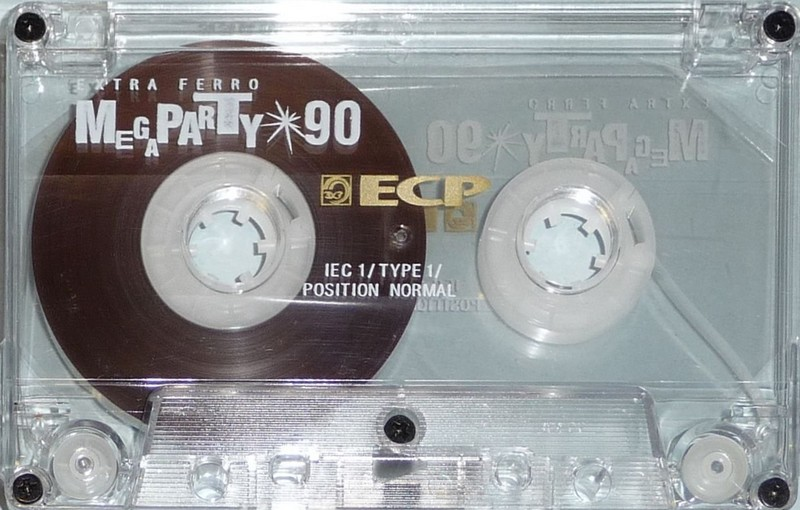 EXTRA FERRO
MEGAPARTY*90
ECP
IEC 1/TYPE 1/
POSITION NORMAL